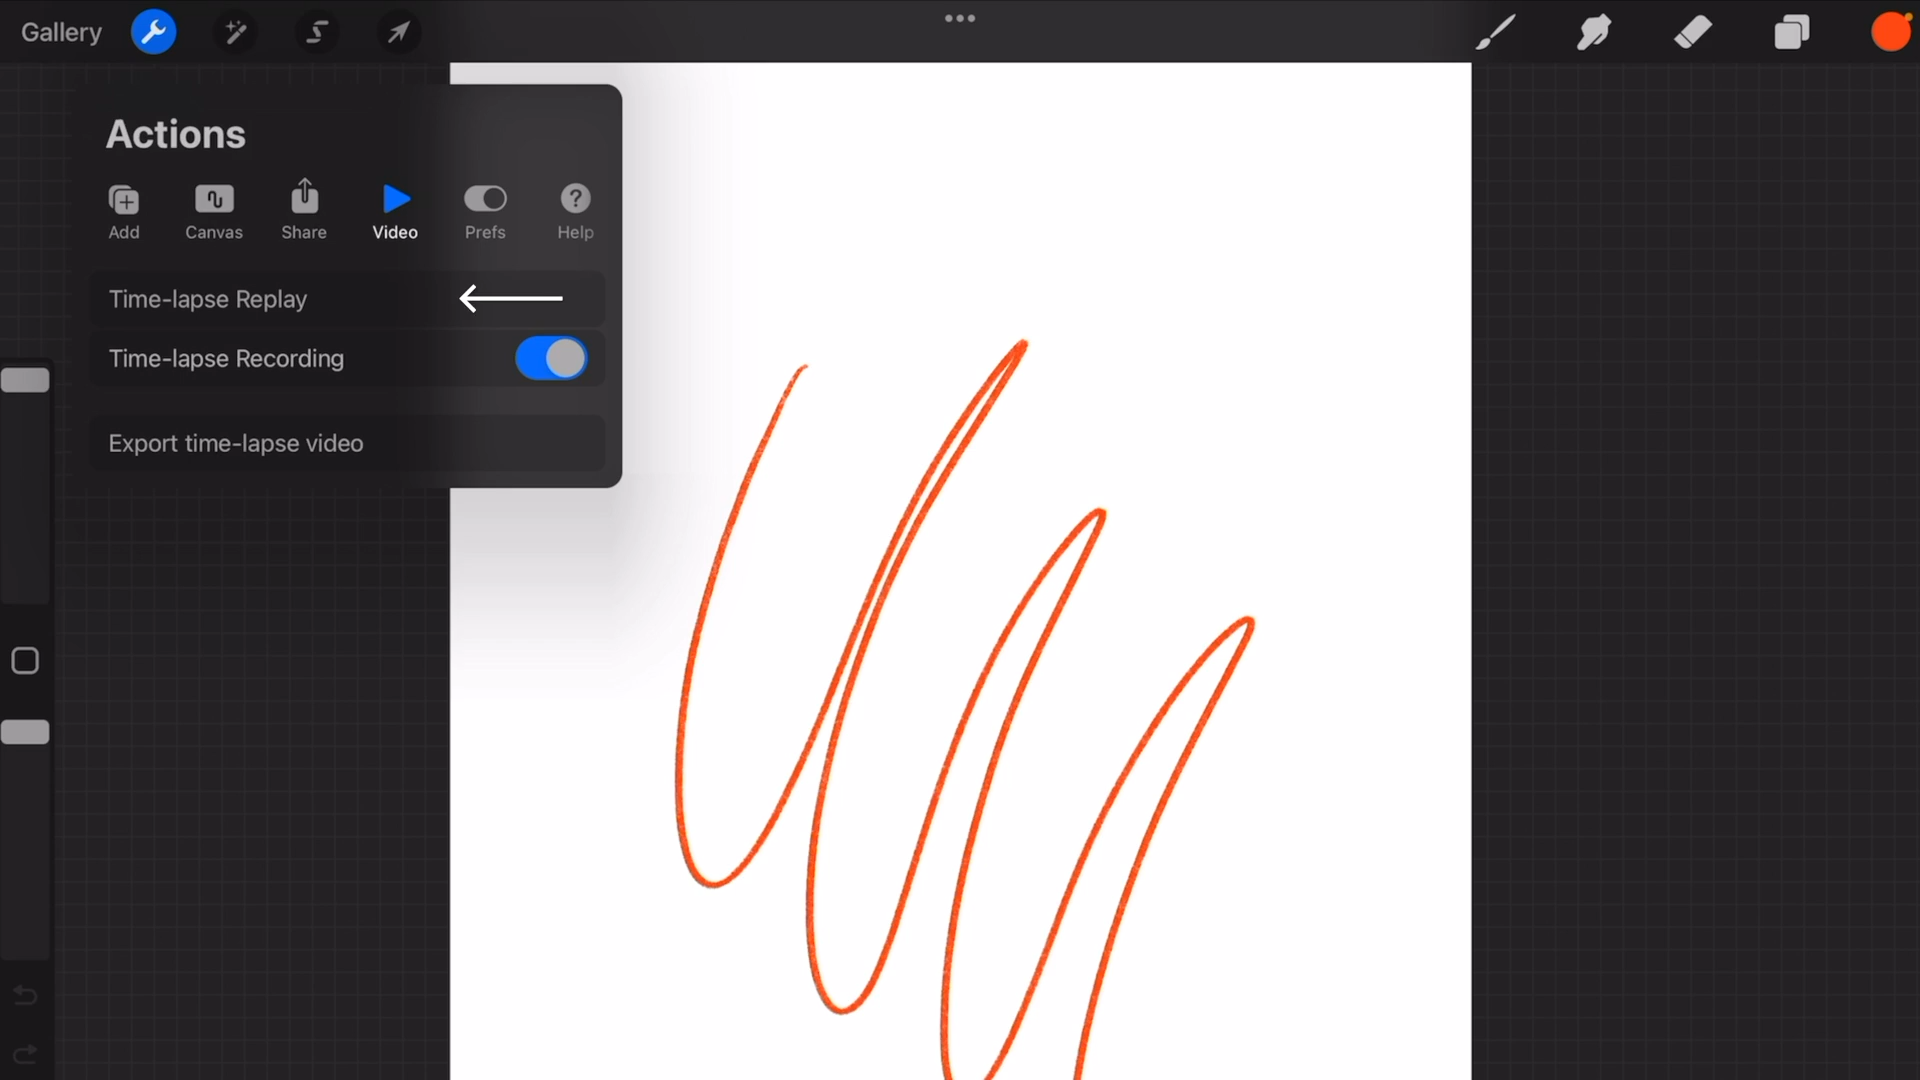 Gallery
Actions
Add Canvas Share Video Prefs Help
Time-lapse Replay
Time-lapse Recording
Export time-lapse video